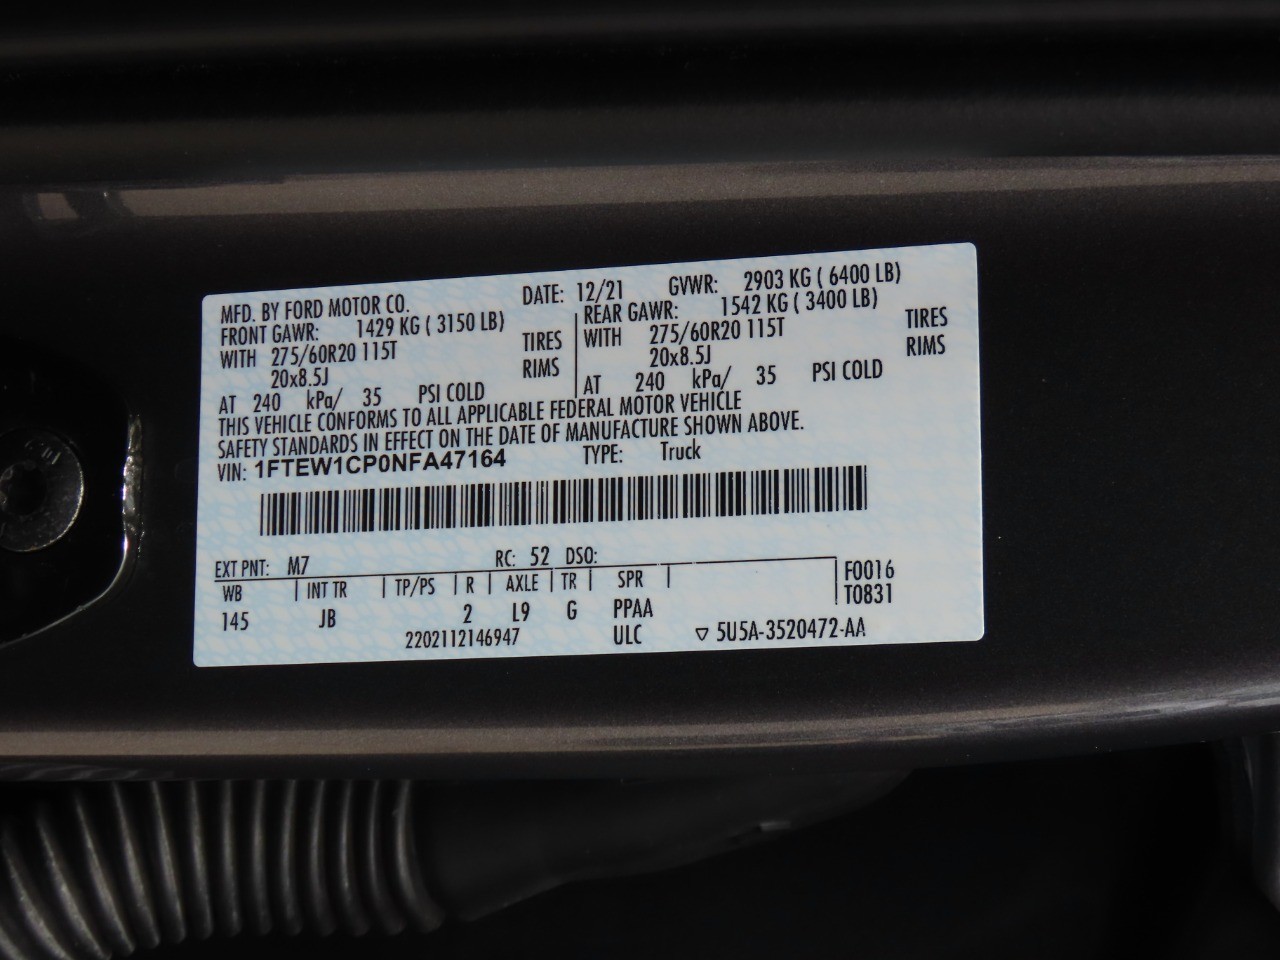 MFD. BY FORD MOTOR CO. DATE: 12/21 GVWR: 2903 KG ( 6400 LB)
FRONT GAWR: 1429 KG ( 3150 LB) REAR GAWR: 1542 KG ( 3400 LB)
WITH 275/60R20 115T TIRES WITH 275/60R20 115T TIRES
20x8.5J RIMS 20x8.5J RIMS
AT 240 kPa/ 35 PSI COLD AT 240 kPa/ 35 PSI COLD
THIS VEHICLE CONFORMS TO ALL APPLICABLE FEDERAL MOTOR VEHICLE
SAFETY STANDARDS IN EFFECT ON THE DATE OF MANUFACTURE SHOWN ABOVE.
VIN: 1FTEW1CP0NFA47164 TYPE: Truck
EXT PNT: M7 RC: 52 DSO:
WB INT TR TP/PS R AXLE TR SPR F0016
145 JB 2 L9 G PPAA T0831
2202112146947 ULC ▽ 5U5A-3520472-AA